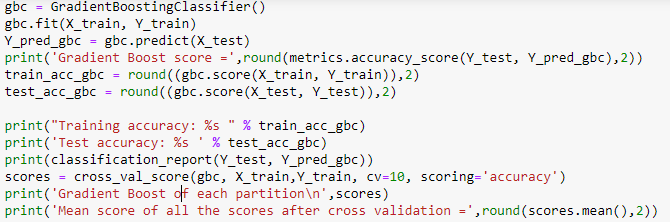 gbc = GradientBoostingClassifier()
gbc.fit(X_train, Y_train)
Y_pred_gbc = gbc.predict(X_test)
print('Gradient Boost score =',round(metrics.accuracy_score(Y_test, Y_pred_gbc),2))
train_acc_gbc = round((gbc.score(X_train, Y_train)),2)
test_acc_gbc = round((gbc.score(X_test, Y_test)),2)

print("Training accuracy: %s " % train_acc_gbc)
print('Test accuracy: %s ' % test_acc_gbc)
print(classification_report(Y_test, Y_pred_gbc))
scores = cross_val_score(gbc, X_train,Y_train, cv=10, scoring='accuracy')
print('Gradient Boost of each partition\n',scores)
print('Mean score of all the scores after cross validation =',round(scores.mean(),2))